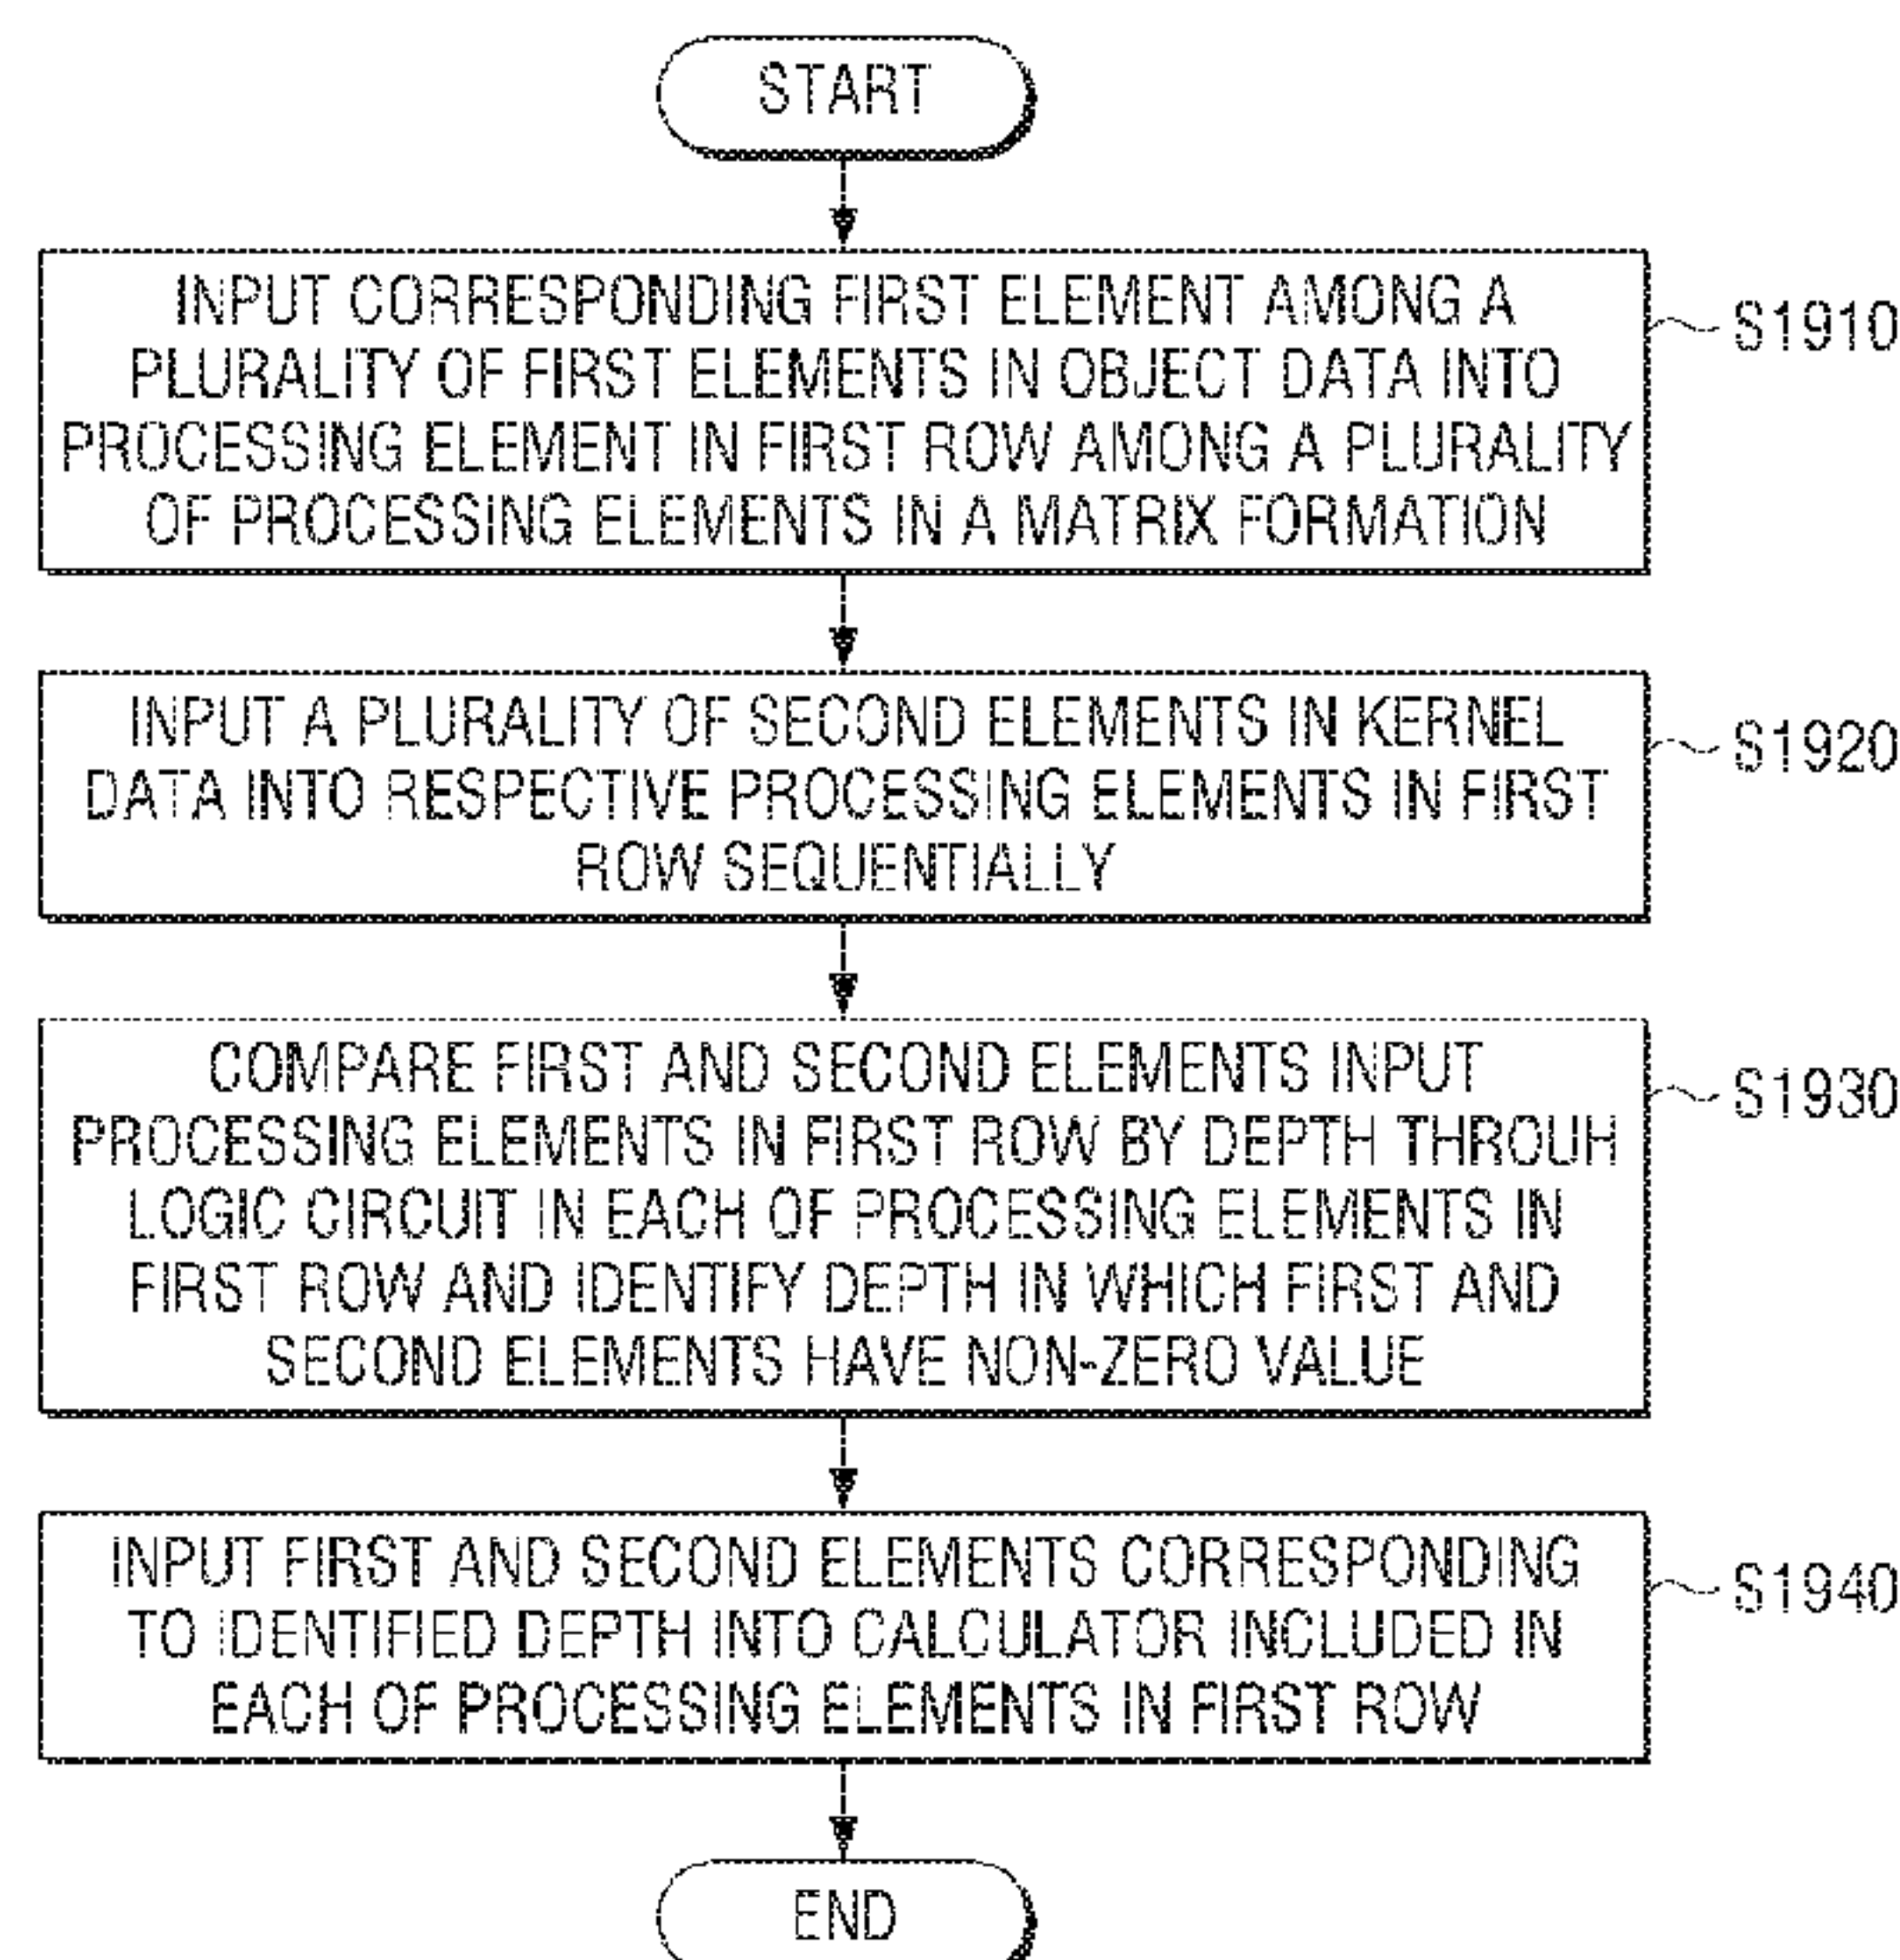 START
INPUT CORRESPONDING FIRST ELEMENT AMONG A
PLURALITY OF FIRST ELEMENTS IN OBJECT DATA INTO
PROCESSING ELEMENT IN FIRST ROW AMONG A PLURALITY
OF PROCESSING ELEMENTS IN A MATRIX FORMATION
S1910
INPUT A PLURALITY OF SECOND ELEMENTS IN KERNEL
DATA INTO RESPECTIVE PROCESSING ELEMENTS IN FIRST
ROW SEQUENTIALLY
S1920
COMPARE FIRST AND SECOND ELEMENTS INPUT
PROCESSING ELEMENTS IN FIRST ROW BY DEPTH THROUH
LOGIC CIRCUIT IN EACH OF PROCESSING ELEMENTS IN
FIRST ROW AND IDENTIFY DEPTH IN WHICH FIRST AND
SECOND ELEMENTS HAVE NON-ZERO VALUE
S1930
INPUT FIRST AND SECOND ELEMENTS CORRESPONDING
TO IDENTIFIED DEPTH INTO CALCULATOR INCLUDED IN
EACH OF PROCESSING ELEMENTS IN FIRST ROW
S1940
END